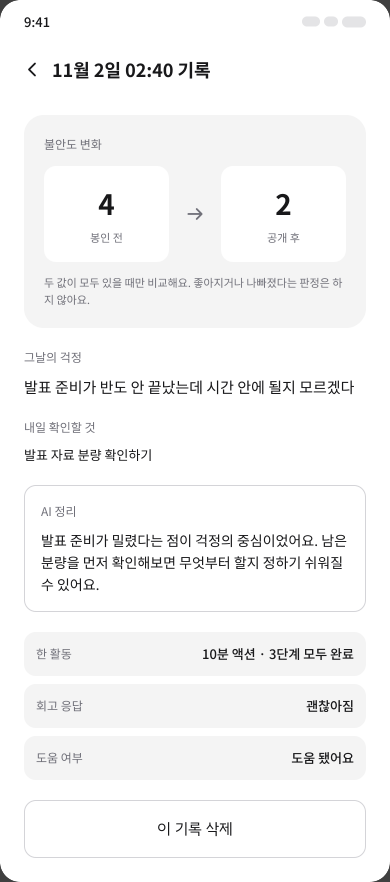 9:41
11월 2일 02:40 기록
불안도 변화
4
봉인 전
→
2
공개 후
두 값이 모두 있을 때만 비교해요. 좋아지거나 나빠졌다는 판정은 하
지 않아요.
그날의 걱정
발표 준비가 반도 안 끝났는데 시간 안에 될지 모르겠다
내일 확인할 것
발표 자료 분량 확인하기
AI 정리
발표 준비가 밀렸다는 점이 걱정의 중심이었어요. 남은
분량을 먼저 확인해보면 무엇부터 할지 정하기 쉬워질
수 있어요.
한 활동 10분 액션 · 3단계 모두 완료
회고 응답 괜찮아짐
도움 여부 도움 됐어요
이 기록 삭제